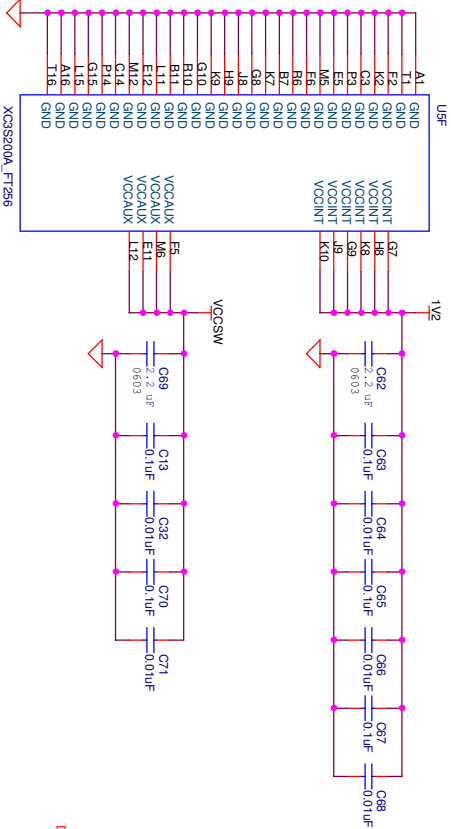 U5F
A1 GND
T1 GND
F2 GND
K2 GND
C3 GND
P3 GND
E5 GND
M5 GND
F6 GND
R6 GND
B7 GND
K7 GND
G8 GND
J8 GND
H9 GND
K9 GND
G10 GND
R10 GND
B11 GND
L11 GND
E12 GND
M12 GND
C14 GND
P14 GND
G15 GND
L15 GND
A16 GND
T16 GND
VCCINT G7
VCCINT H8
VCCINT K8
VCCINT G9
VCCINT J9
VCCINT K10
VCCAUX F5
VCCAUX M6
VCCAUX E11
VCCAUX L12
XC3S200A_FT256
1V2
C62
2.2 uF
0603
C63
0.1uF
C64
0.01uF
C65
0.1uF
C66
0.01uF
C67
0.1uF
C68
0.01uF
VCCSW
C69
2.2 uF
0603
C13
0.1uF
C32
0.01uF
C70
0.1uF
C71
0.01uF